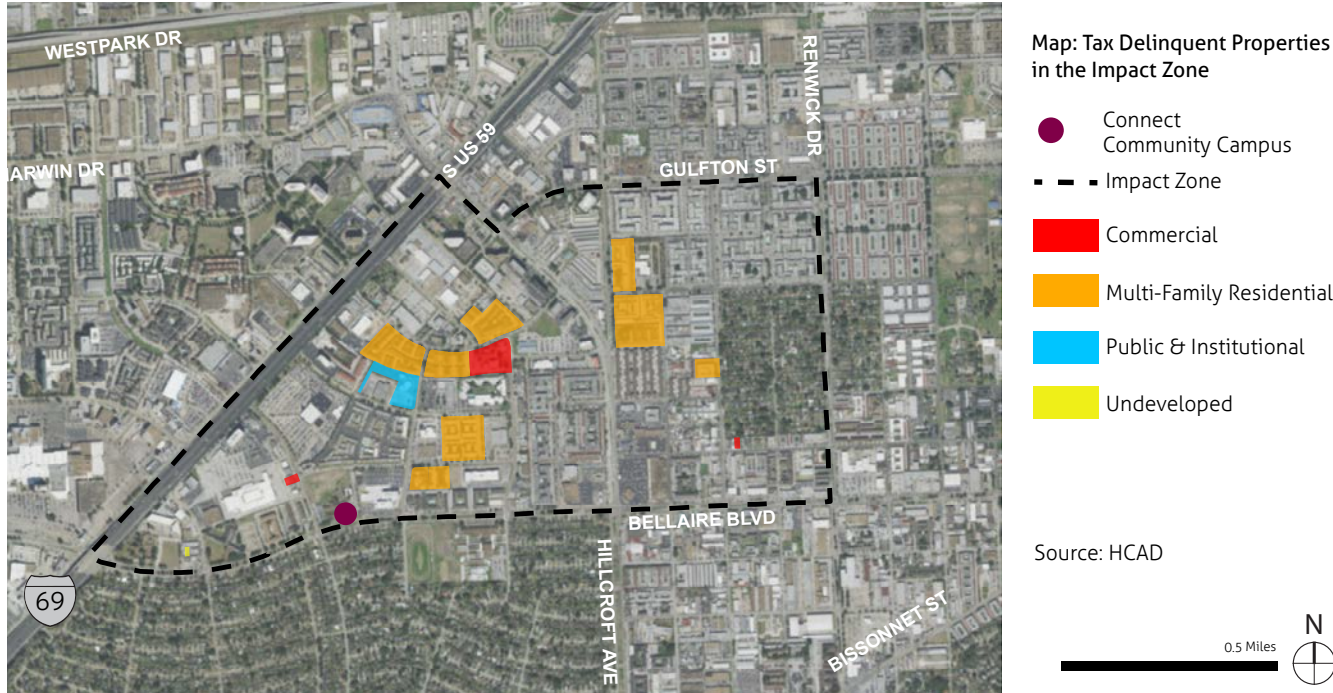 WESTPARK DR
RENWICK DR
S US 59
GULFTON ST
ARWIN DR
BELLAIRE BLVD
HILLCROFT AVE
BISSONNET ST
69
Map: Tax Delinquent Properties
in the Impact Zone
Connect
Community Campus
Impact Zone
Commercial
Multi-Family Residential
Public & Institutional
Undeveloped
Source: HCAD
0.5 Miles
N